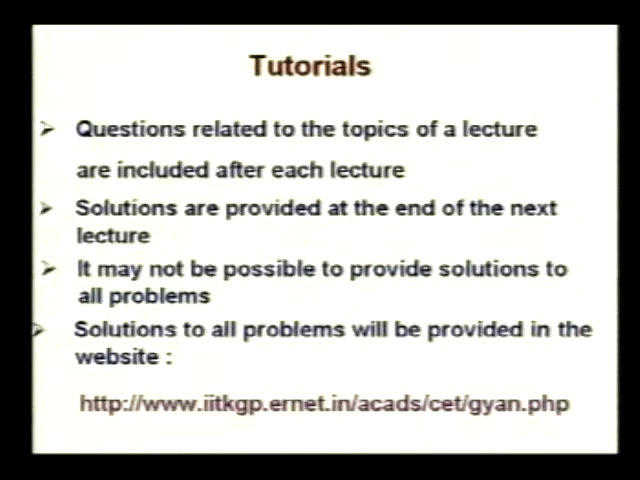 Tutorials
Questions related to the topics of a lecture
are included after each lecture
Solutions are provided at the end of the next
lecture
It may not be possible to provide solutions to
all problems
Solutions to all problems will be provided in the
website :
http://www.iitkgp.ernet.in/acads/cet/gyan.php